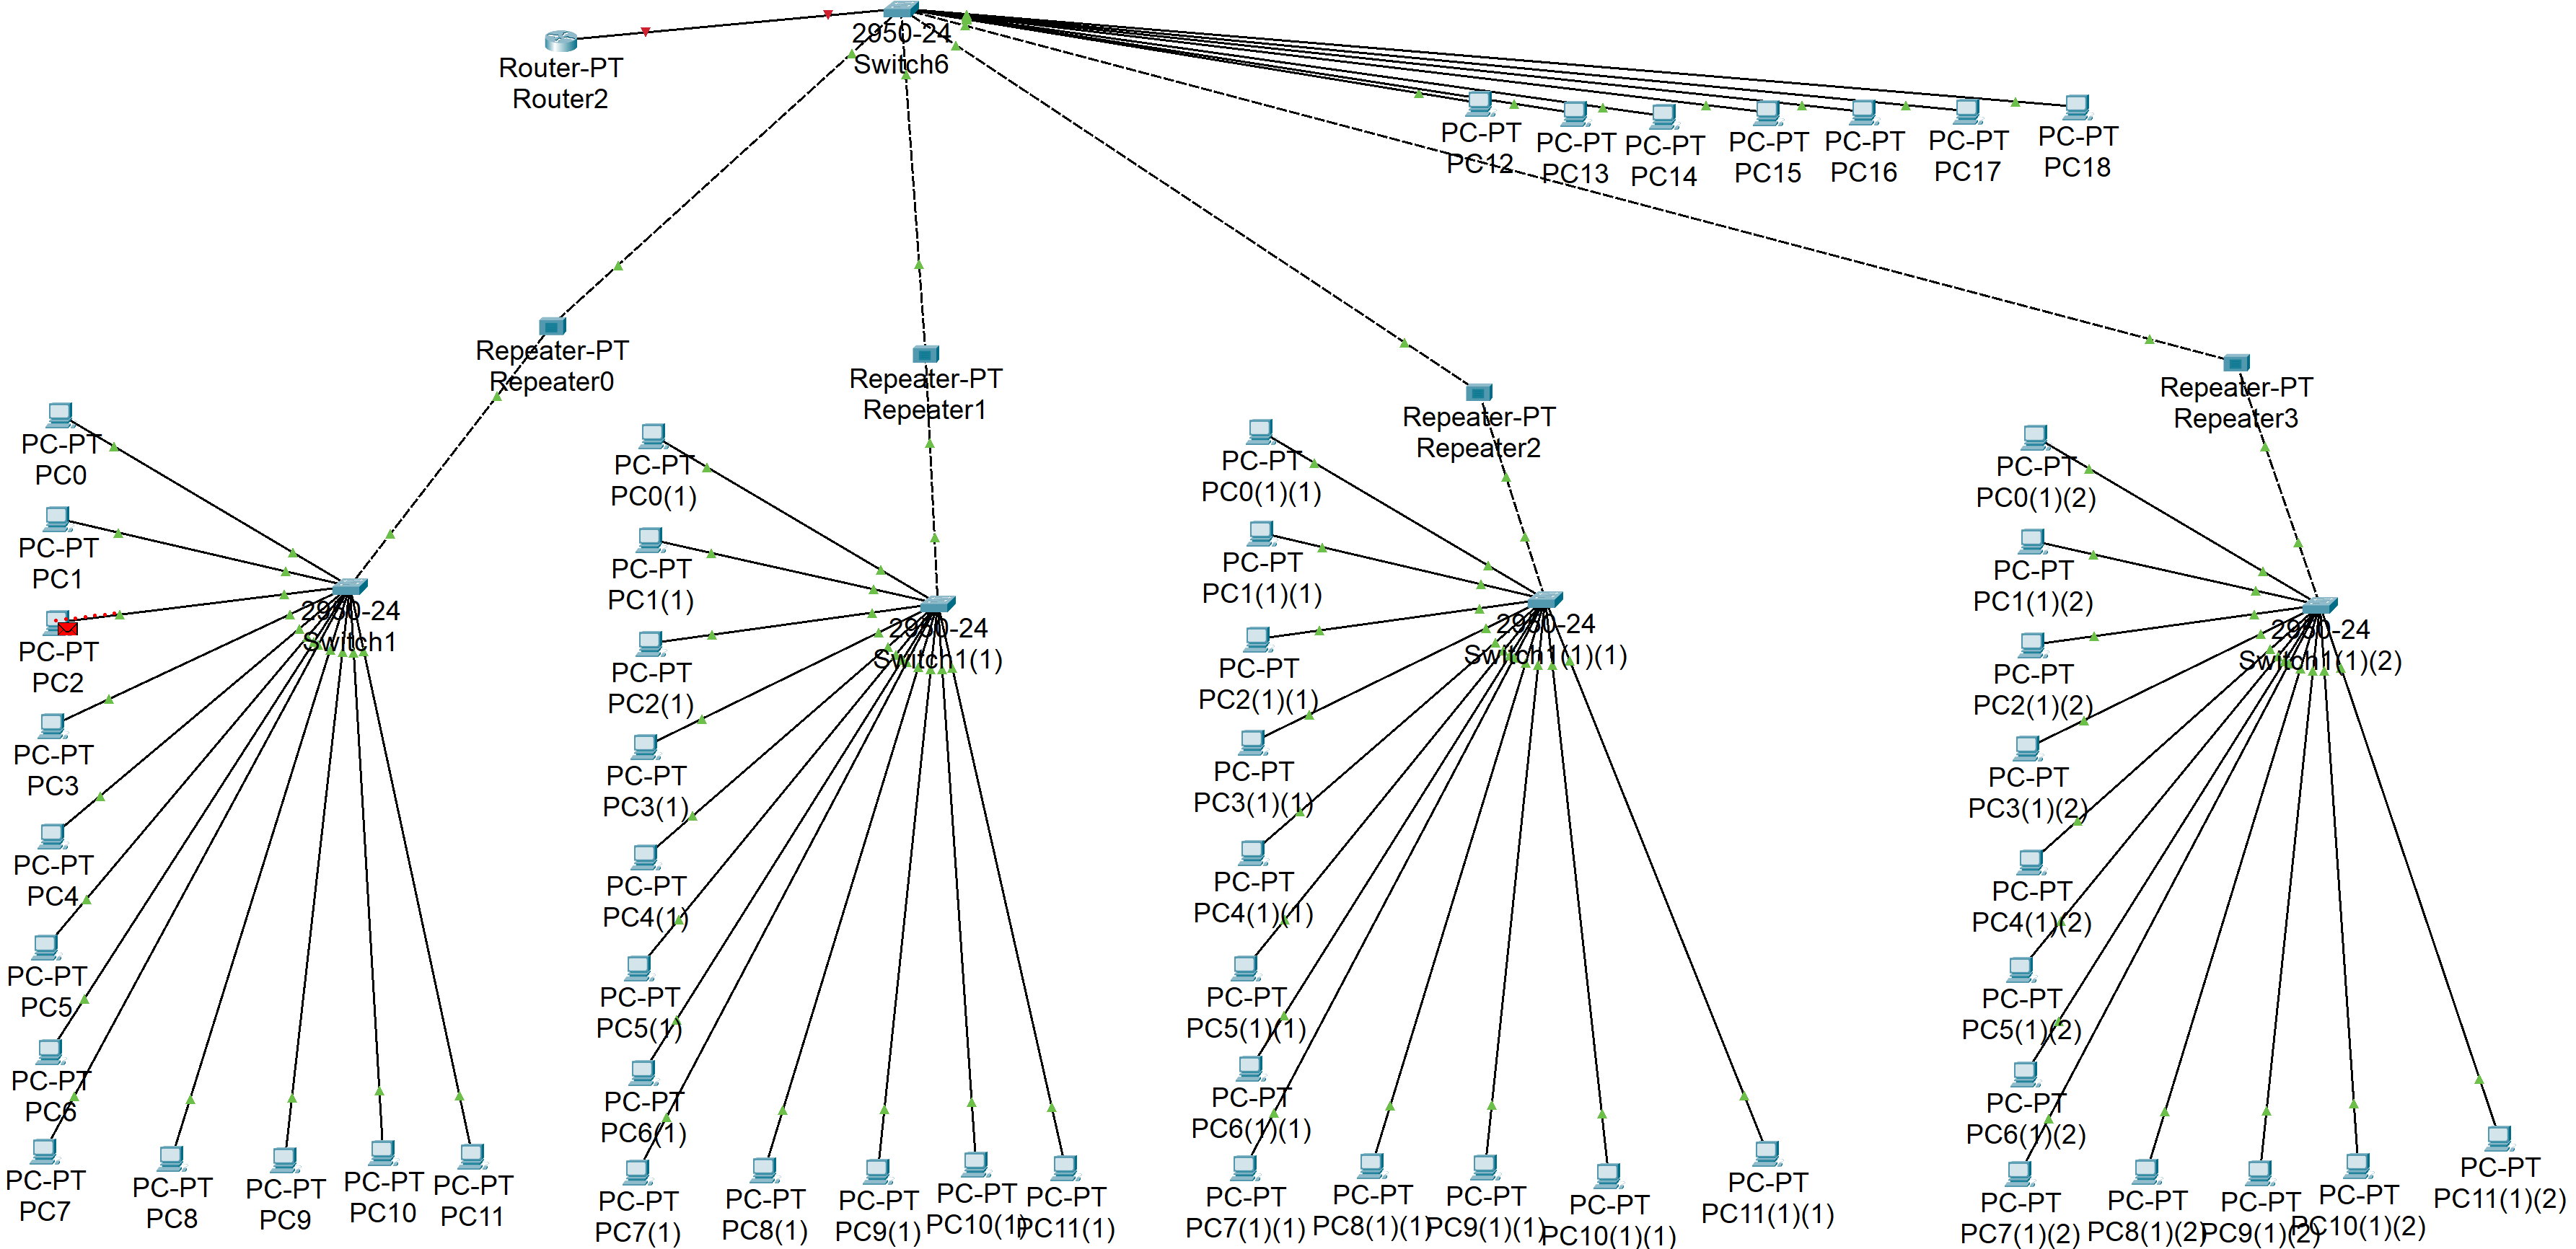 2950-24
Switch6
Router-PT
Router2
PC-PT
PC12
PC-PT
PC13
PC-PT
PC14
PC-PT
PC15
PC-PT
PC16
PC-PT
PC17
PC-PT
PC18
Repeater-PT
Repeater0
Repeater-PT
Repeater1
Repeater-PT
Repeater2
Repeater-PT
Repeater3
PC-PT
PC0
PC-PT
PC1
PC-PT
PC2
PC-PT
PC3
PC-PT
PC4
PC-PT
PC5
PC-PT
PC6
PC-PT
PC7
PC-PT
PC8
PC-PT
PC9
PC-PT
PC10
PC-PT
PC11
2950-24
Switch1
PC-PT
PC0(1)
PC-PT
PC1(1)
PC-PT
PC2(1)
PC-PT
PC3(1)
PC-PT
PC4(1)
PC-PT
PC5(1)
PC-PT
PC6(1)
PC-PT
PC7(1)
PC-PT
PC8(1)
PC-PT
PC9(1)
PC-PT
PC10(1)
PC-PT
PC11(1)
2950-24
Switch1(1)
PC-PT
PC0(1)(1)
PC-PT
PC1(1)(1)
PC-PT
PC2(1)(1)
PC-PT
PC3(1)(1)
PC-PT
PC4(1)(1)
PC-PT
PC5(1)(1)
PC-PT
PC6(1)(1)
PC-PT
PC7(1)(1)
PC-PT
PC8(1)(1)
PC-PT
PC9(1)(1)
PC-PT
PC10(1)(1)
PC-PT
PC11(1)(1)
2950-24
Switch1(1)(1)
PC-PT
PC0(1)(2)
PC-PT
PC1(1)(2)
PC-PT
PC2(1)(2)
PC-PT
PC3(1)(2)
PC-PT
PC4(1)(2)
PC-PT
PC5(1)(2)
PC-PT
PC6(1)(2)
PC-PT
PC7(1)(2)
PC-PT
PC8(1)(2)
PC-PT
PC9(1)(2)
PC-PT
PC10(1)(2)
PC-PT
PC11(1)(2)
2950-24
Switch1(1)(2)